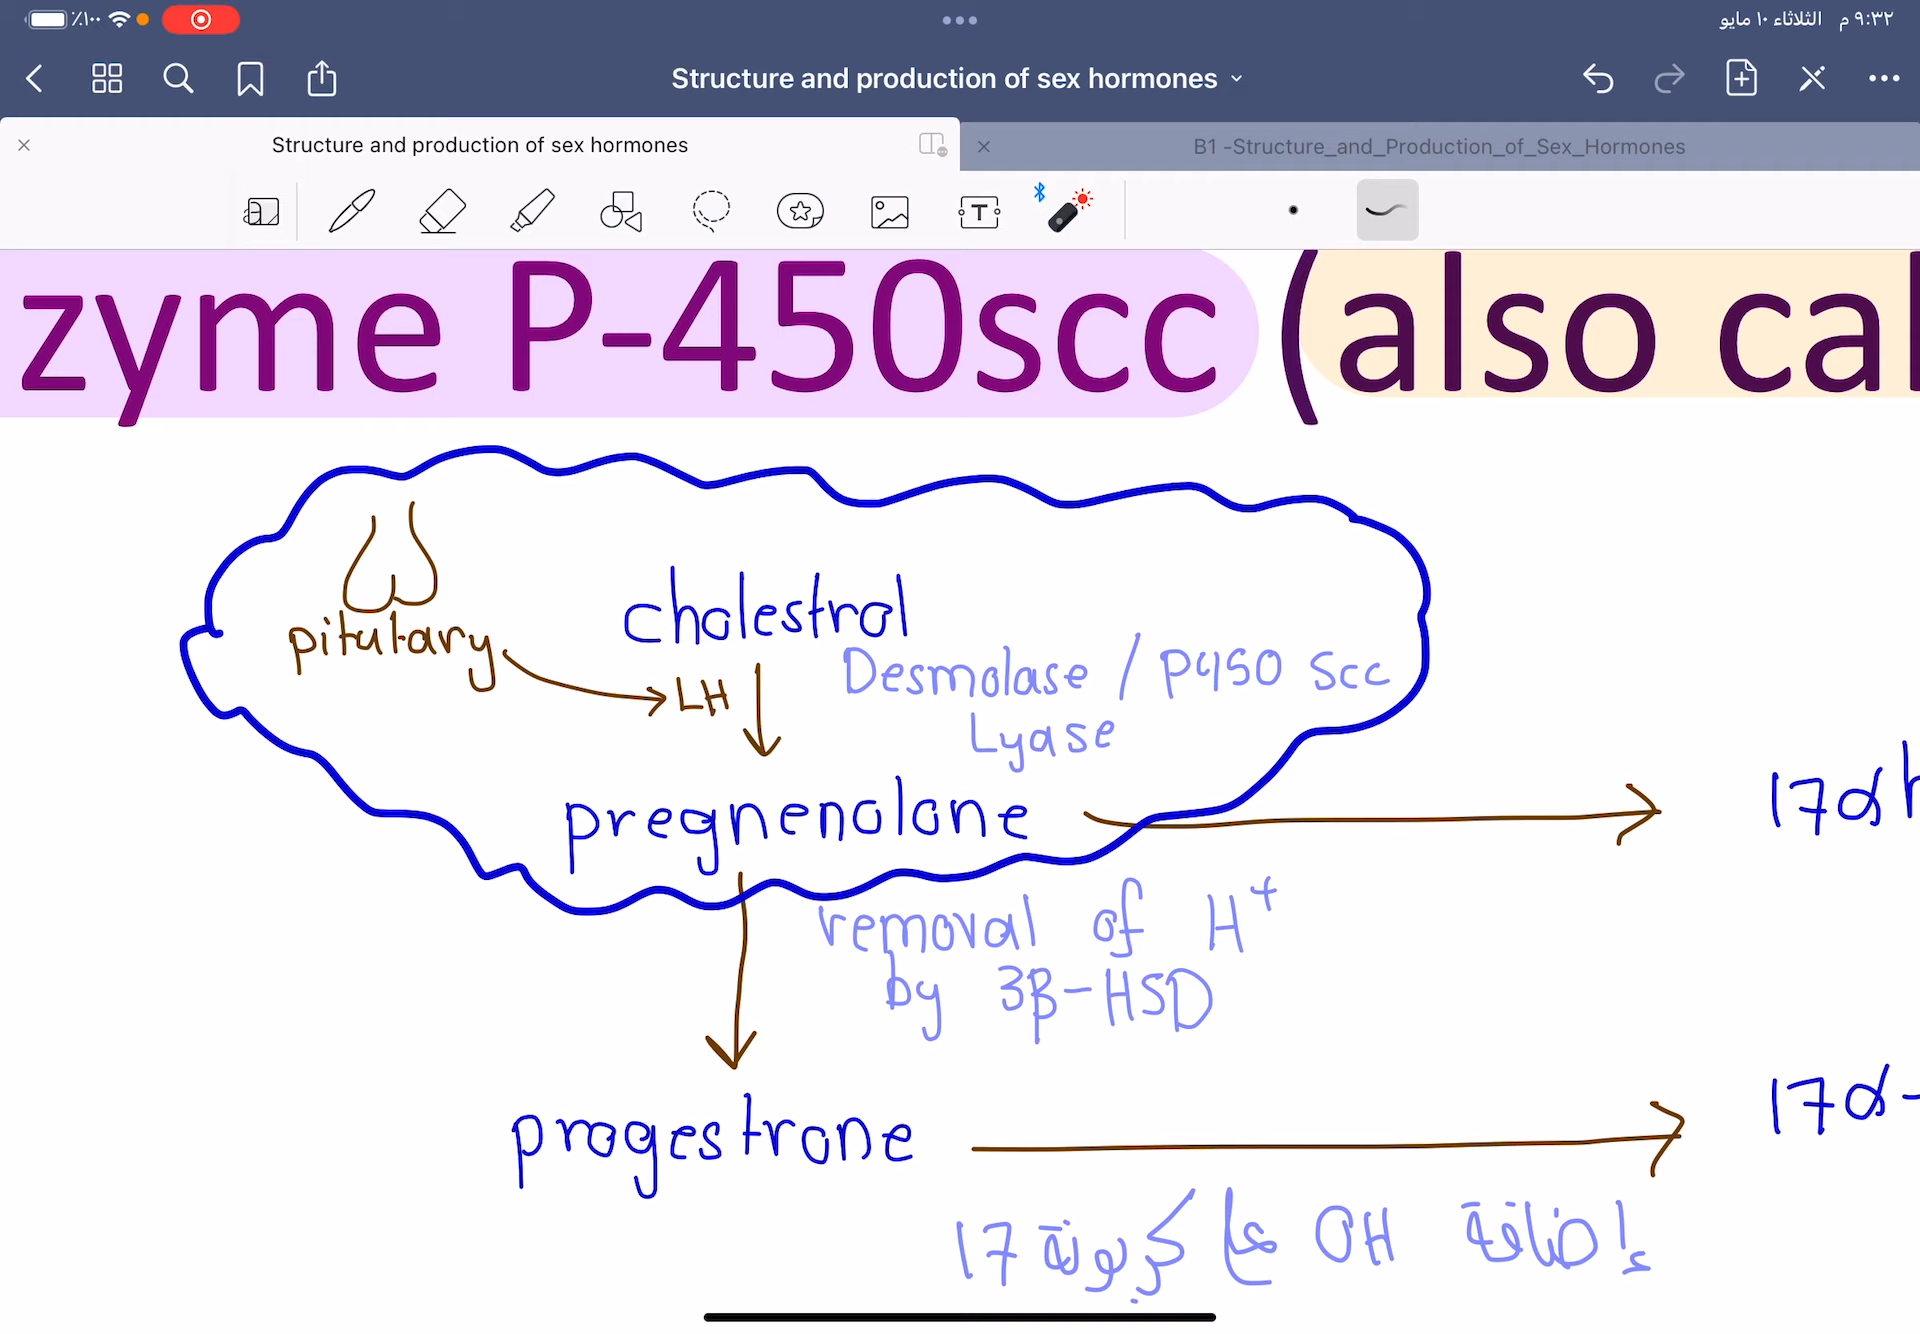 ٪١٠٠
٩:٣٢ م الثلاثاء ١٠ مايو
Structure and production of sex hormones
Structure and production of sex hormones
B1 -Structure_and_Production_of_Sex_Hormones
zyme P-450scc (also cal
pitutary
cholestrol
LH
Desmolase / P450 Scc
Lyase
pregnenolone
17α h
removal of H+
by 3β-HSD
progestrone
17α-
إضافة OH على كربونة 17